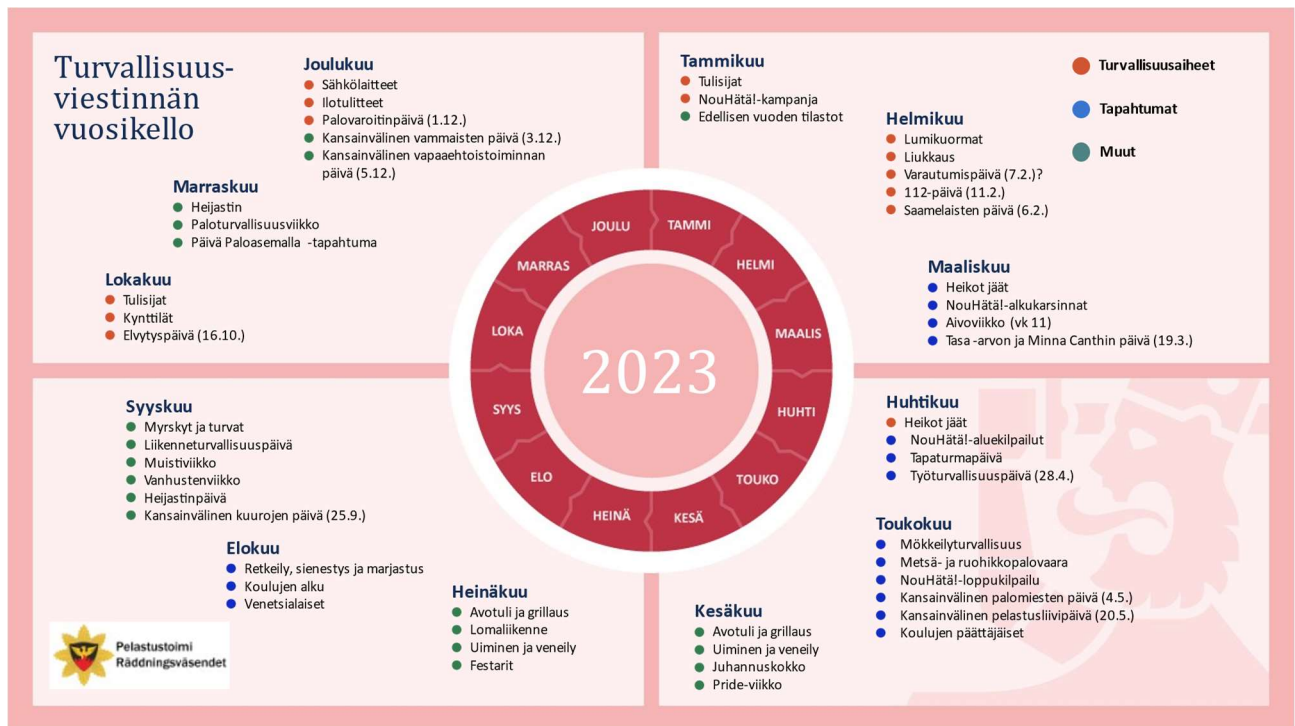 Turvallisuus-
viestinnän
vuosikello
Joulukuu
Sähkölaitteet
Ilotulitteet
Palovaroitinpäivä (1.12.)
Kansainvälinen vammaisten päivä (3.12.)
Kansainvälinen vapaaehtoistoiminnan
päivä (5.12.)
Marraskuu
Heijastin
Paloturvallisuusviikko
Päivä Paloasemalla -tapahtuma
Lokakuu
Tulisijat
Kynttilät
Elvytyspäivä (16.10.)
Tammikuu
Tulisijat
NouHätä!-kampanja
Edellisen vuoden tilastot
Turvallisuusaiheet
Tapahtumat
Muut
Helmikuu
Lumikuormat
Liukkaus
Varautumispäivä (7.2.)?
112-päivä (11.2.)
Saamelaisten päivä (6.2.)
Maaliskuu
Heikot jäät
NouHätä!-alkukarsinnat
Aivoviikko (vk 11)
Tasa -arvon ja Minna Canthin päivä (19.3.)
JOULU
TAMMI
MARRAS
HELMI
LOKA
MAALIS
2023
SYYS
HUHTI
ELO
TOUKO
HEINÄ
KESÄ
Syyskuu
Myrskyt ja turvat
Liikenneturvallisuuspäivä
Muistiviikko
Vanhustenviikko
Heijastinpäivä
Kansainvälinen kuurojen päivä (25.9.)
Elokuu
Retkeily, sienestys ja marjastus
Koulujen alku
Venetsialaiset
Heinäkuu
Avotuli ja grillaus
Lomaliikenne
Uiminen ja veneily
Festarit
Pelastustoimi
Räddningsväsendet
Huhtikuu
Heikot jäät
NouHätä!-aluekilpailut
Tapaturmapäivä
Työturvallisuuspäivä (28.4.)
Toukokuu
Mökkeilyturvallisuus
Metsä- ja ruohikkopalovaara
NouHätä!-loppukilpailu
Kansainvälinen palomiesten päivä (4.5.)
Kansainvälinen pelastusliivipäivä (20.5.)
Koulujen päättäjäiset
Kesäkuu
Avotuli ja grillaus
Uiminen ja veneily
Juhannuskokko
Pride-viikko